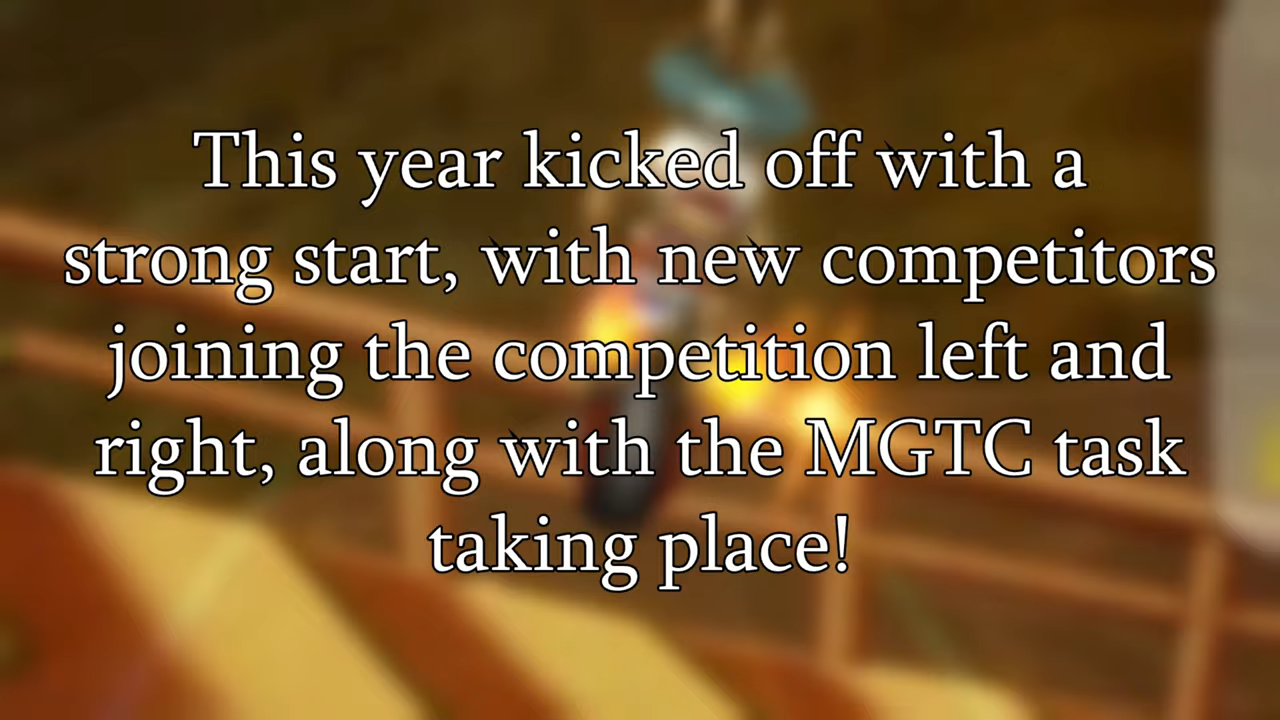 This year kicked off with a
strong start, with new competitors
joining the competition left and
right, along with the MGTC task
taking place!